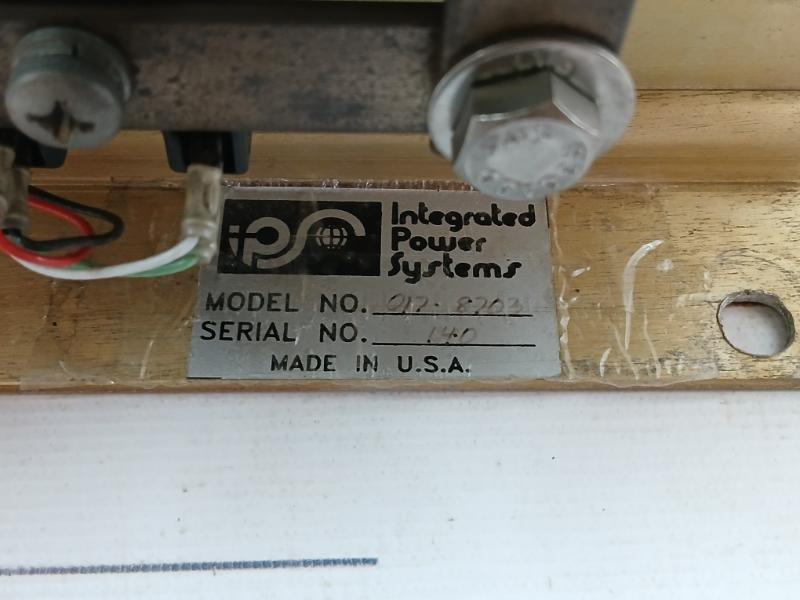 ips
Integrated
Power
Systems
MODEL NO. 017-8703
SERIAL NO. 140
MADE IN U.S.A.